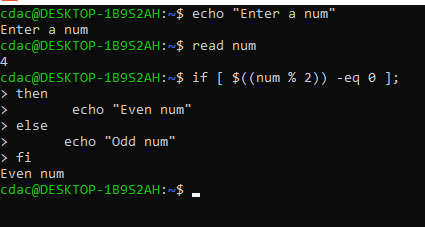 cdac@DESKTOP-1B9S2AH:~$ echo "Enter a num"
Enter a num
cdac@DESKTOP-1B9S2AH:~$ read num
4
cdac@DESKTOP-1B9S2AH:~$ if [ $((num % 2)) -eq 0 ];
> then
>        echo "Even num"
> else
>       echo "Odd num"
> fi
Even num
cdac@DESKTOP-1B9S2AH:~$